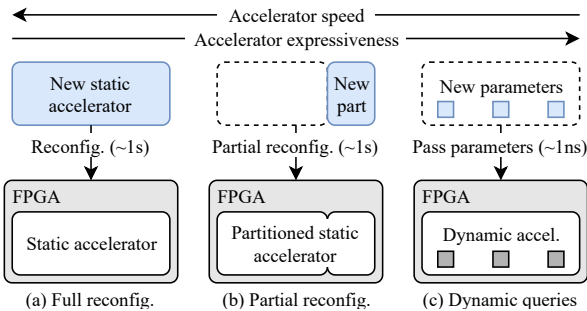 Accelerator speed
Accelerator expressiveness
New static
accelerator
New
part
New parameters
Reconfig. (~1s)
Partial reconfig. (~1s)
Pass parameters (~1ns)
FPGA
FPGA
FPGA
Static accelerator
Partitioned static
accelerator
Dynamic accel.
(a) Full reconfig.
(b) Partial reconfig.
(c) Dynamic queries